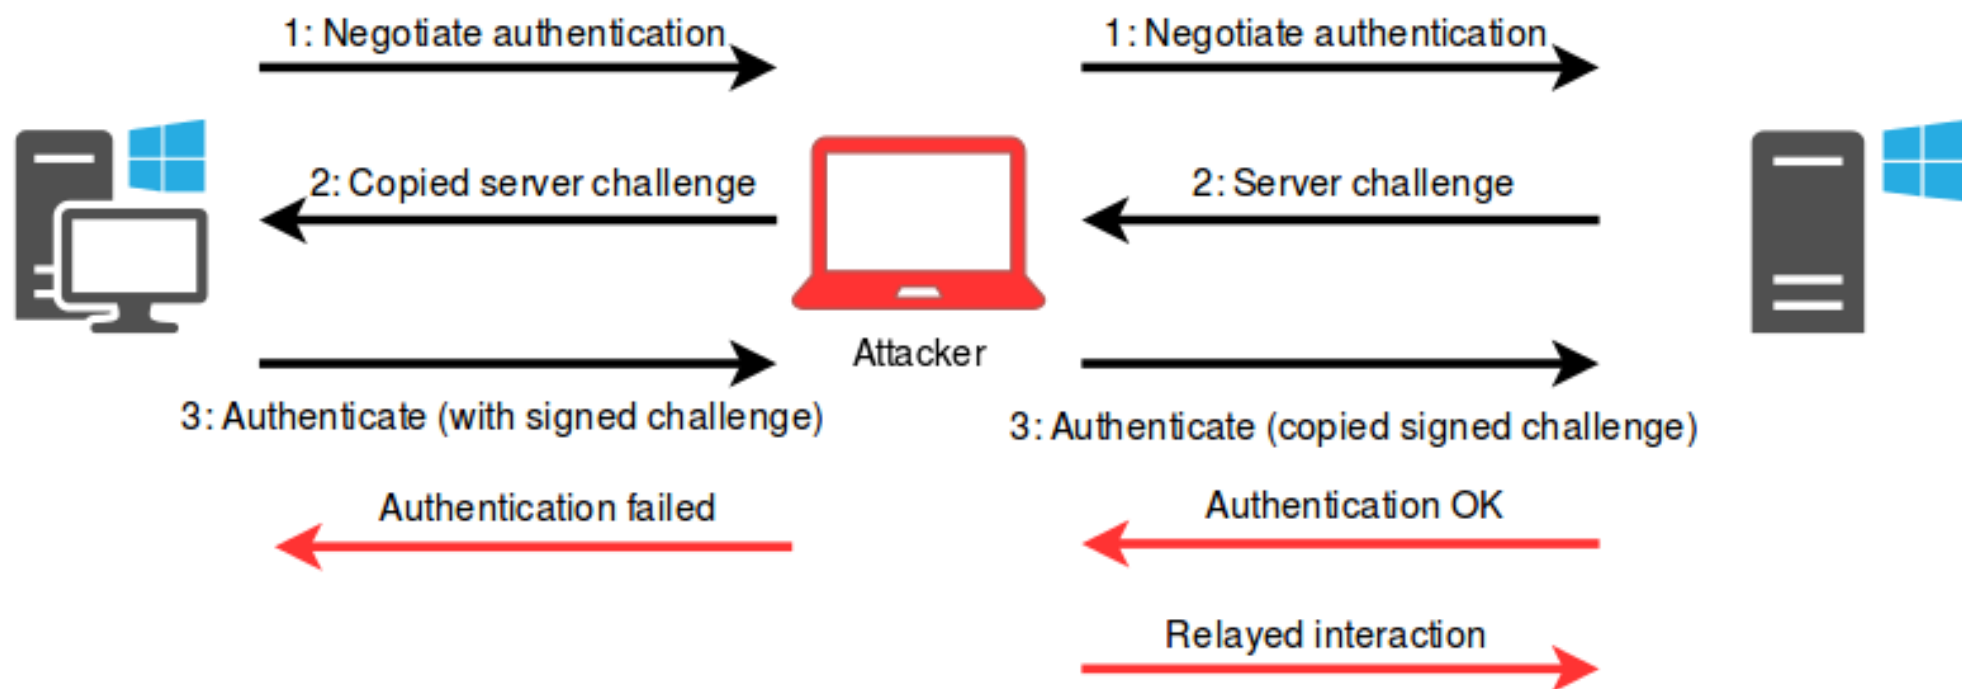 1: Negotiate authentication
1: Negotiate authentication
2: Copied server challenge
2: Server challenge
Attacker
3: Authenticate (with signed challenge)
3: Authenticate (copied signed challenge)
Authentication failed
Authentication OK
Relayed interaction